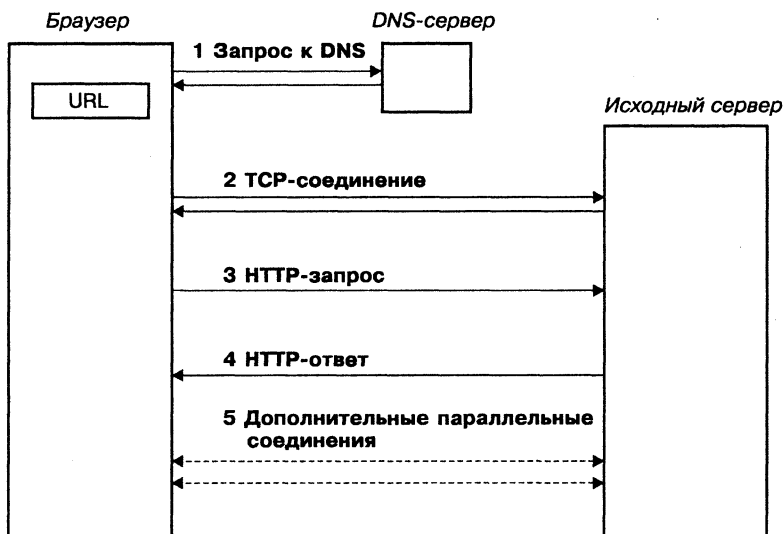 Браузер
DNS-сервер
1 Запрос к DNS
URL
Исходный сервер
2 TCP-соединение
3 HTTP-запрос
4 HTTP-ответ
5 Дополнительные параллельные
соединения